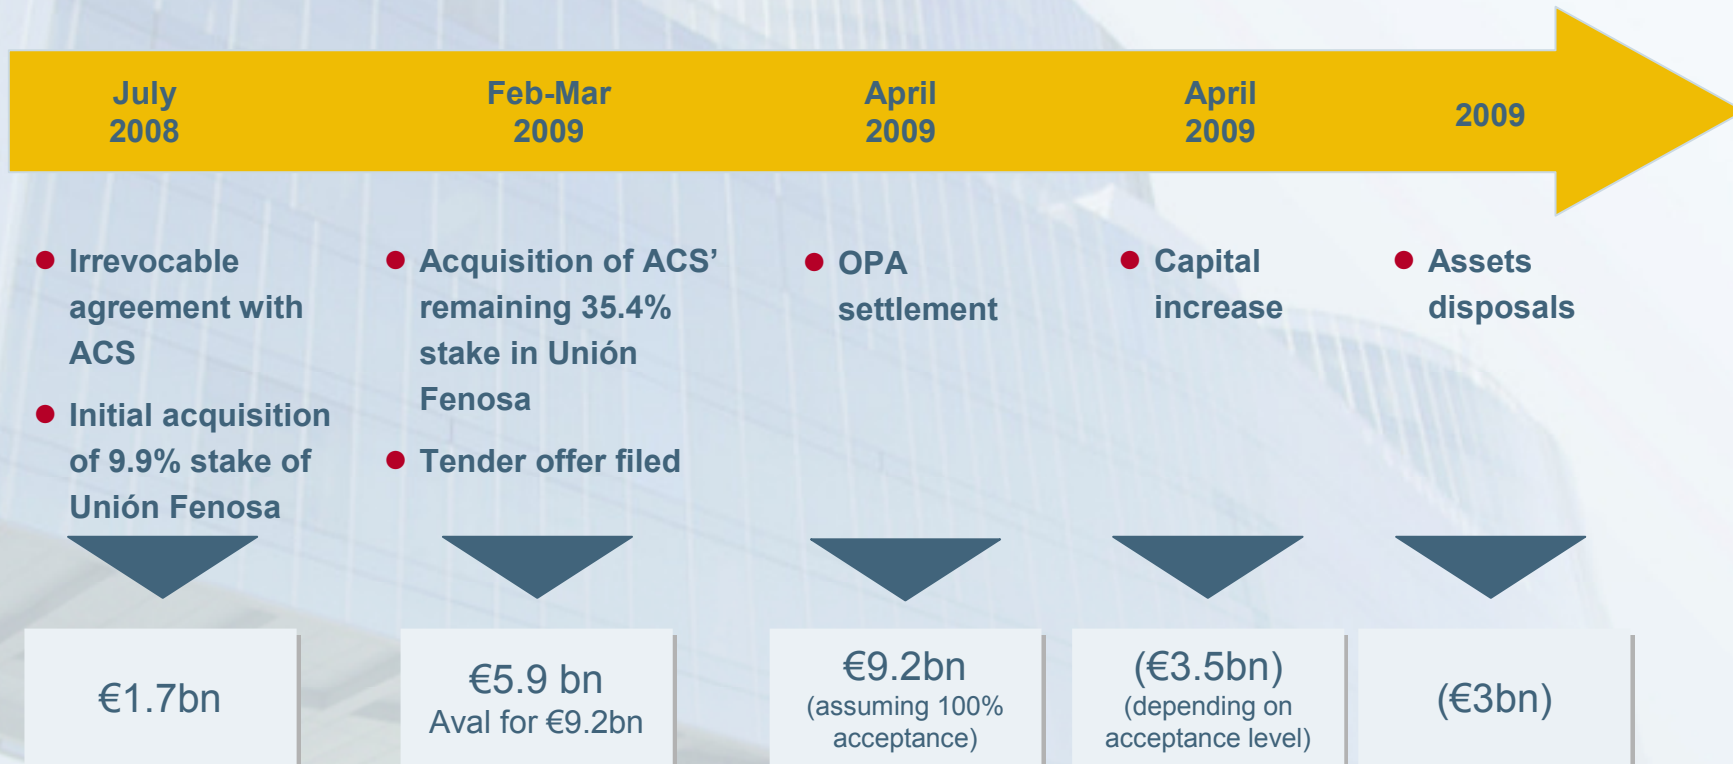 July
2008
Feb-Mar
2009
April
2009
April
2009
2009
Irrevocable
agreement with
ACS
Initial acquisition
of 9.9% stake of
Unión Fenosa
Acquisition of ACS’
remaining 35.4%
stake in Unión
Fenosa
Tender offer filed
OPA
settlement
Capital
increase
Assets
disposals
€1.7bn
€5.9 bn
Aval for €9.2bn
€9.2bn
(assuming 100%
acceptance)
(€3.5bn)
(depending on
acceptance level)
(€3bn)